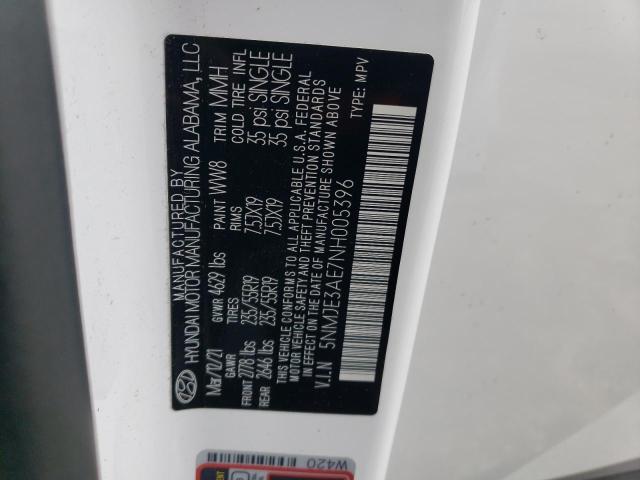 MANUFACTURED BY
HYUNDAI MOTOR MANUFACTURING ALABAMA, LLC
Mar/10/21 GVWR 4629 lbs PAINT WW8 TRIM MMH
GAWR TIRES RIMS COLD TIRE INFL
FRONT 2778 lbs 235/55R19 7.5JX19 35 psi SINGLE
REAR 2646 lbs 235/55R19 7.5JX19 35 psi SINGLE
THIS VEHICLE CONFORMS TO ALL APPLICABLE U.S.A. FEDERAL
MOTOR VEHICLE SAFETY AND THEFT PREVENTION STANDARDS
IN EFFECT ON THE DATE OF MANUFACTURE SHOWN ABOVE
V.I.N 5NMJE3AE7NH005396 TYPE: MPV
W420